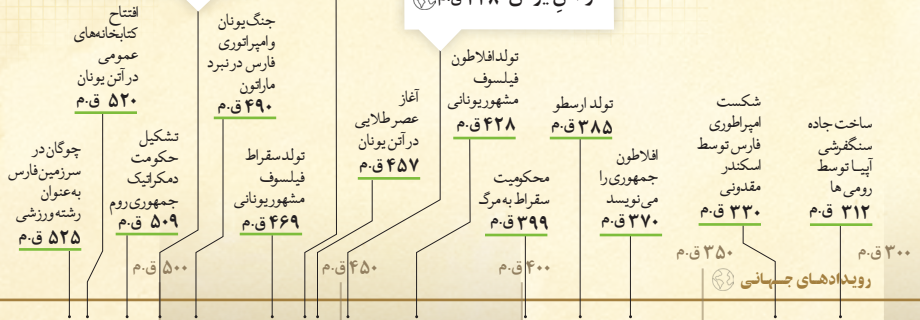 ۴۲۸ ق.م
افتتاح
کتابخانه‌های
عمومی
در آتن یونان
۵۲۰ ق.م
جنگ یونان
و امپراتوری
فارس در نبرد
ماراتون
۴۹۰ ق.م
تولد افلاطون
فیلسوف
مشهور یونانی
۴۲۸ ق.م
آغاز
عصر طلایی
در آتن یونان
۴۵۷ ق.م
تولد ارسطو
۳۸۵ ق.م
شکست
امپراطوری
فارس توسط
اسکندر
مقدونی
۳۳۰ ق.م
ساخت جاده
سنگفرشی
آپیا توسط
رومی ها
۳۱۲ ق.م
چوگان در
سرزمین فارس
به‌عنوان
رشته ورزشی
۵۲۵ ق.م
تشکیل
حکومت
دمکراتیک
جمهوری روم
۵۰۹ ق.م
تولد سقراط
فیلسوف
مشهور یونانی
۴۶۹ ق.م
محکومیت
سقراط به مرگ
۳۹۹ ق.م
افلاطون
جمهوری را
می‌نویسد
۳۷۰ ق.م
۵۰۰ ق.م
۴۵۰ ق.م
۴۰۰ ق.م
۳۵۰ ق.م
۳۰۰ ق.م
رویدادهای جهانی